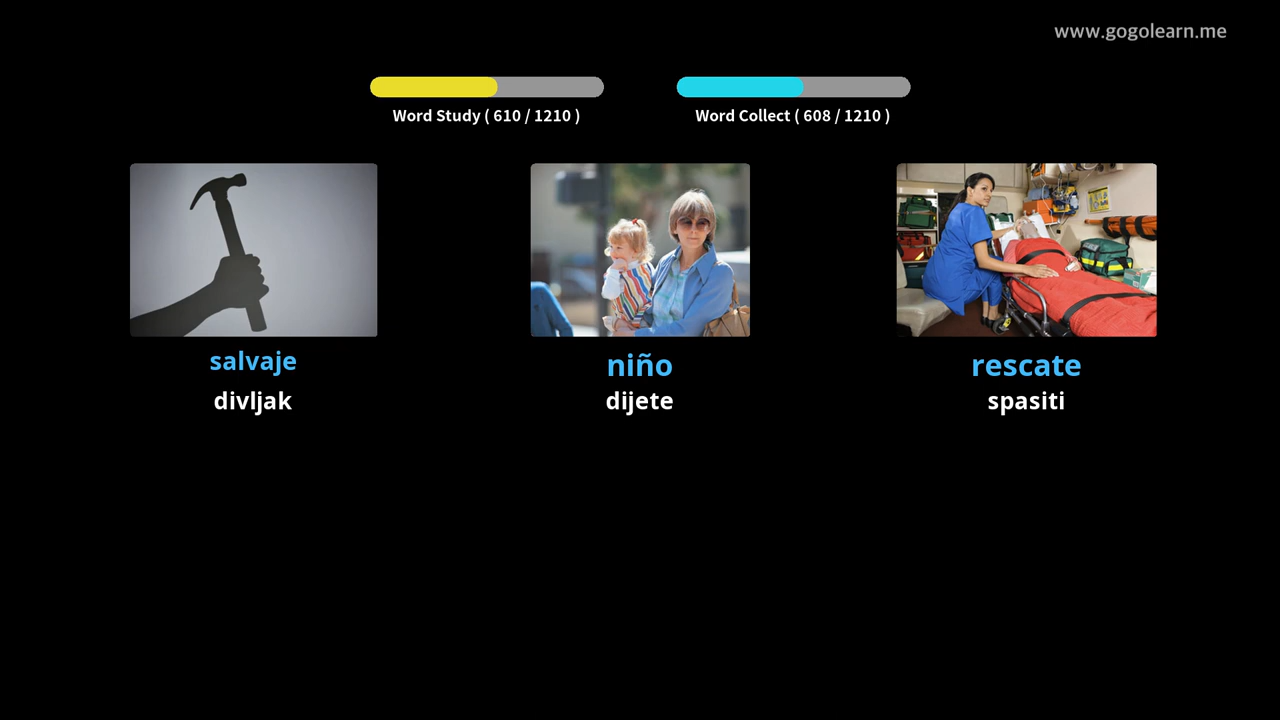 www.gogolearn.me
Word Study ( 610 / 1210 )
Word Collect ( 608 / 1210 )
salvaje
niño
rescate
divljak
dijete
spasiti